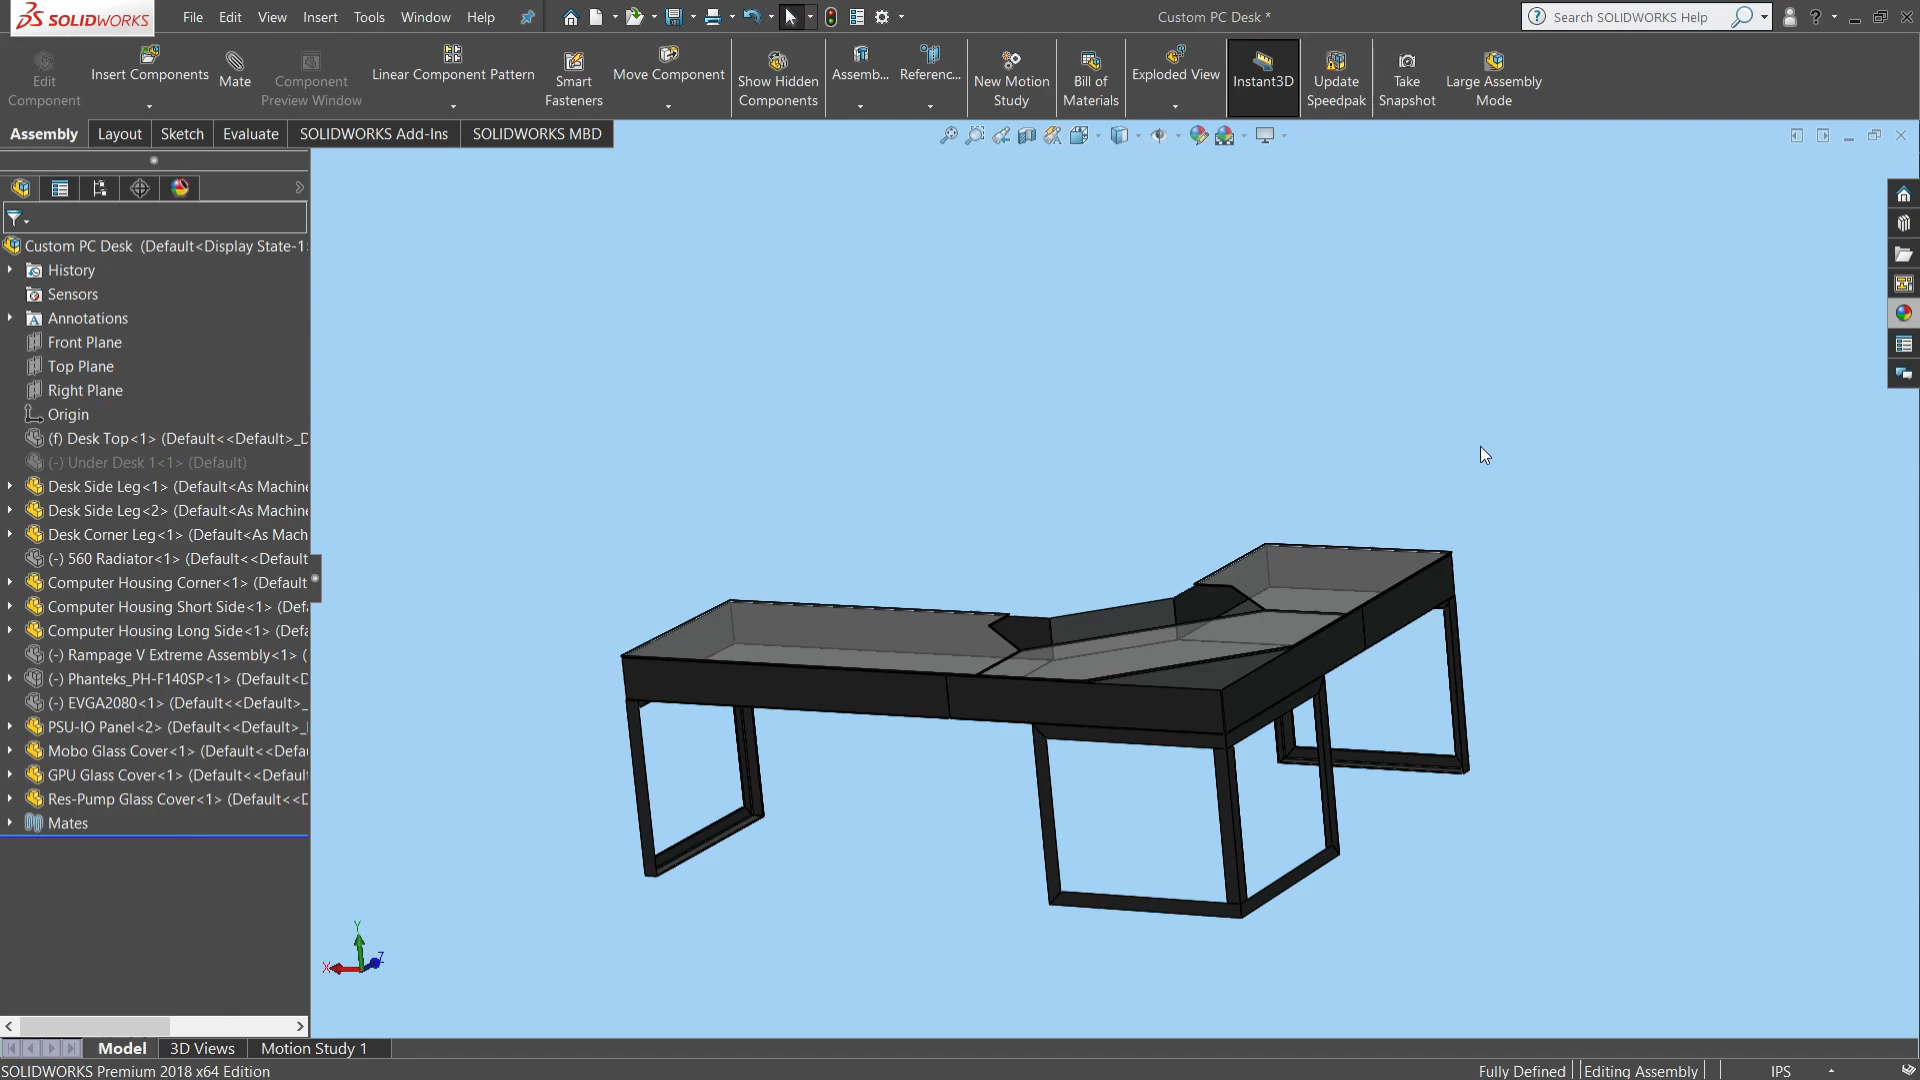 SOLIDWORKS File Edit View Insert Tools Window Help Custom PC Desk * Search SOLIDWORKS Help
Edit Component
Insert Components
Mate
Component Preview Window
Linear Component Pattern
Smart Fasteners
Move Component
Show Hidden Components
Assemb...
Referenc...
New Motion Study
Bill of Materials
Exploded View
Instant3D
Update Speedpak
Take Snapshot
Large Assembly Mode
Assembly Layout Sketch Evaluate SOLIDWORKS Add-Ins SOLIDWORKS MBD
Custom PC Desk (Default<Display State-1
History
Sensors
Annotations
Front Plane
Top Plane
Right Plane
Origin
(f) Desk Top<1> (Default<<Default>_D
(-) Under Desk 1<1> (Default)
Desk Side Leg<1> (Default<As Machine
Desk Side Leg<2> (Default<As Machine
Desk Corner Leg<1> (Default<As Mach
(-) 560 Radiator<1> (Default<<Default
Computer Housing Corner<1> (Default
Computer Housing Short Side<1> (Defa
Computer Housing Long Side<1> (Defa
(-) Rampage V Extreme Assembly<1> (
(-) Phanteks_PH-F140SP<1> (Default<D
(-) EVGA2080<1> (Default<<Default>_
PSU-IO Panel<2> (Default<<Default>_
Mobo Glass Cover<1> (Default<<Defau
GPU Glass Cover<1> (Default<<Default
Res-Pump Glass Cover<1> (Default<<D
Mates
Y
X
Z
Model 3D Views Motion Study 1
SOLIDWORKS Premium 2018 x64 Edition Fully Defined Editing Assembly IPS